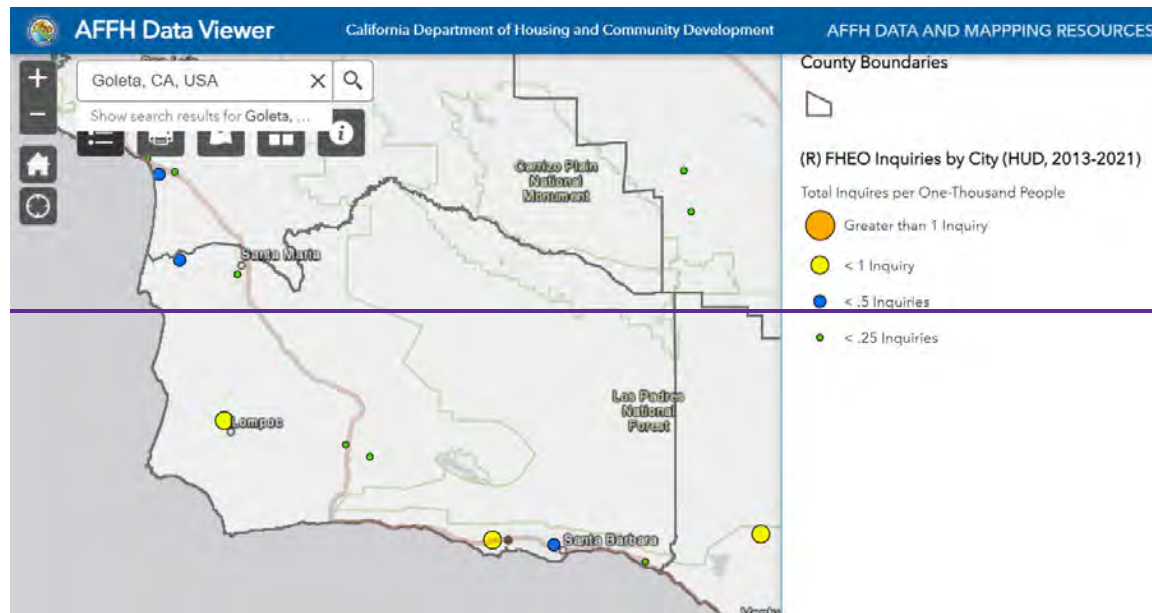 AFFH Data Viewer
California Department of Housing and Community Development
AFFH DATA AND MAPPPING RESOURCES
+
Goleta, CA, USA
Show search results for Goleta, ...
County Boundaries
(R) FHEO Inquiries by City (HUD, 2013-2021)
Total Inquires per One-Thousand People
Greater than 1 Inquiry
< 1 Inquiry
< .5 Inquiries
< .25 Inquiries
Carrizo Plain
National
Monument
Santa Maria
Los Padres
National
Forest
Lompoc
Santa Barbara